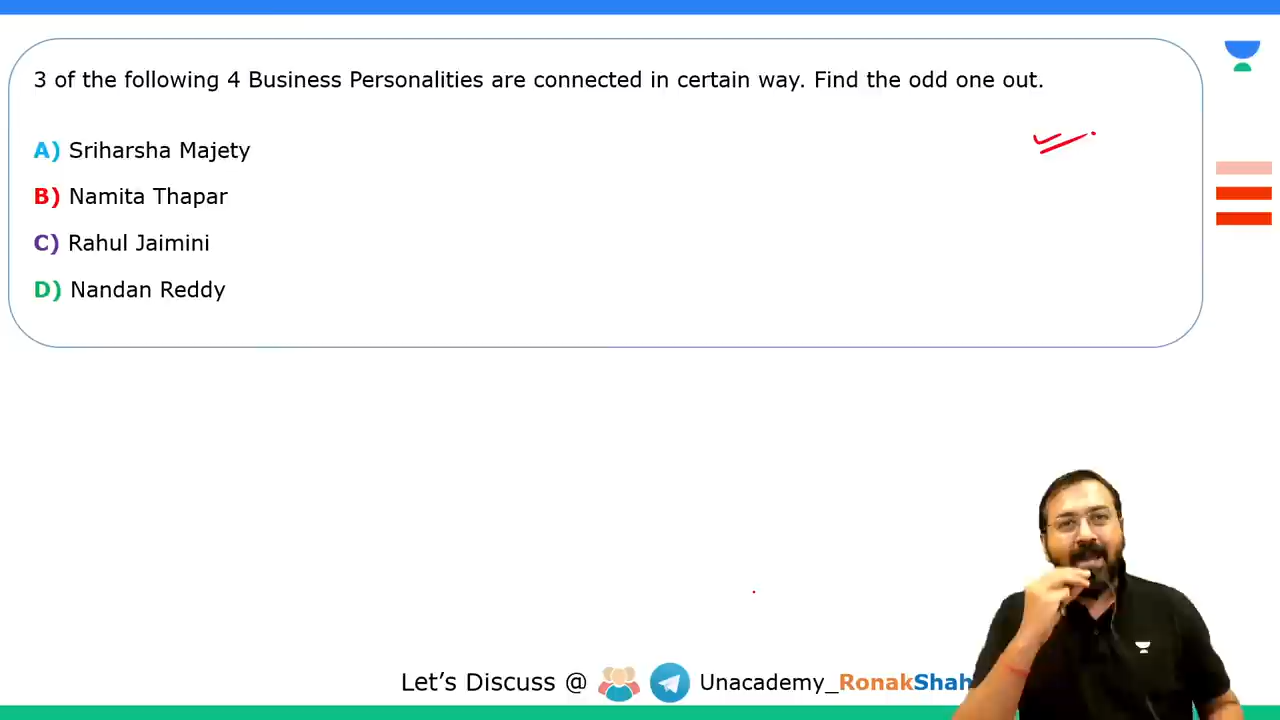 3 of the following 4 Business Personalities are connected in certain way. Find the odd one out.
A) Sriharsha Majety
B) Namita Thapar
C) Rahul Jaimini
D) Nandan Reddy
Let’s Discuss @ Unacademy_RonakShah